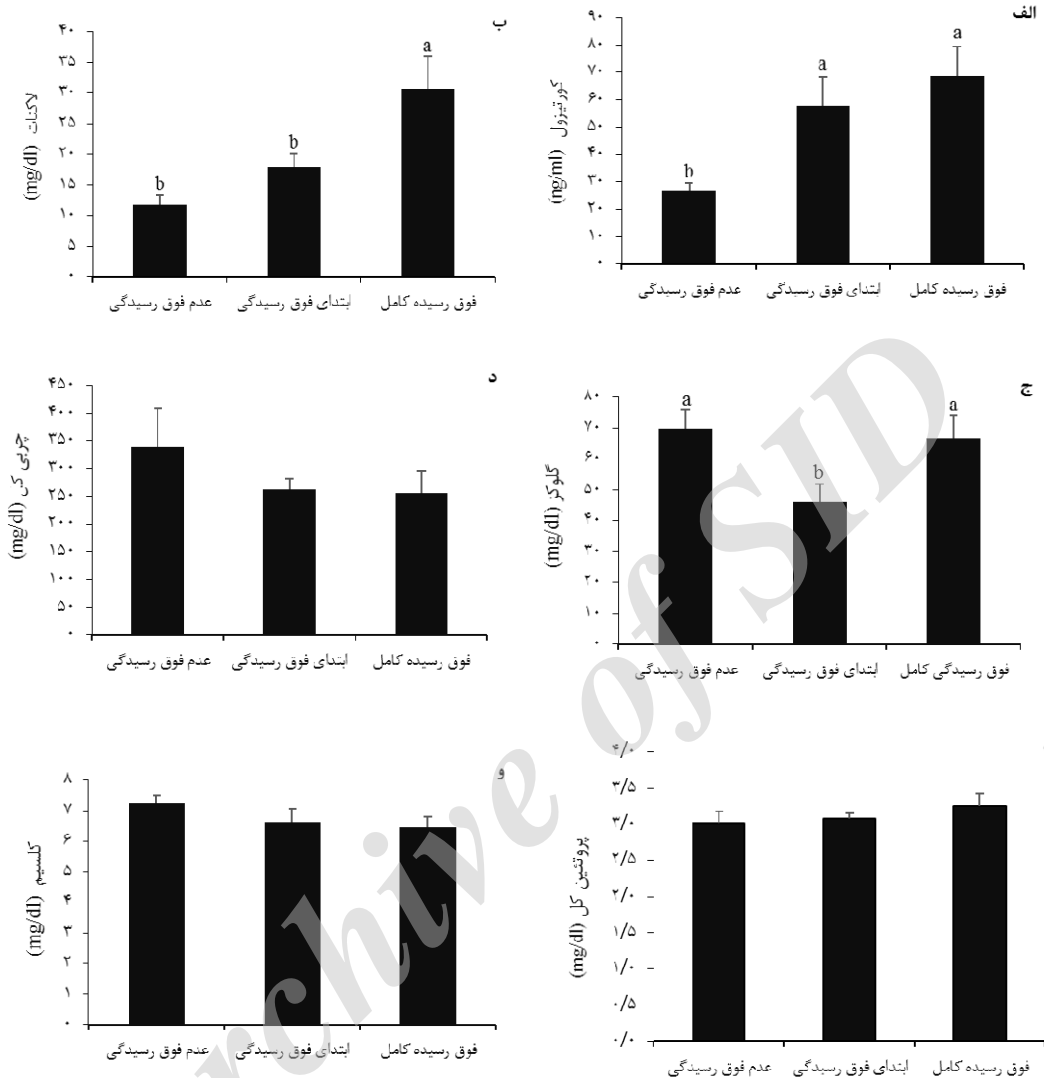 الف
کورتیزول (ng/ml)
۹۰
۸۰
۷۰
۶۰
۵۰
۴۰
۳۰
۲۰
۱۰
۰
b
a
a
عدم فوق رسیدگی
ابتدای فوق رسیدگی
فوق رسیده کامل
ب
لاکتات (mg/dl)
۴۰
۳۵
۳۰
۲۵
۲۰
۱۵
۱۰
۵
۰
b
b
a
عدم فوق رسیدگی
ابتدای فوق رسیدگی
فوق رسیده کامل
ج
گلوکز (mg/dl)
۸۰
۷۰
۶۰
۵۰
۴۰
۳۰
۲۰
۱۰
۰
a
b
a
عدم فوق رسیدگی
ابتدای فوق رسیدگی
فوق رسیدگی کامل
د
چربی کل (mg/dl)
۴۵۰
۴۰۰
۳۵۰
۳۰۰
۲۵۰
۲۰۰
۱۵۰
۱۰۰
۵۰
۰
عدم فوق رسیدگی
ابتدای فوق رسیدگی
فوق رسیده کامل
پروتئین کل (mg/dl)
۴/۰
۳/۵
۳/۰
۲/۵
۲/۰
۱/۵
۱/۰
۰/۵
۰/۰
عدم فوق رسیدگی
ابتدای فوق رسیدگی
فوق رسیده کامل
و
کلسیم (mg/dl)
۸
۷
۶
۵
۴
۳
۲
۱
۰
عدم فوق رسیدگی
ابتدای فوق رسیدگی
فوق رسیده کامل
rchive of SID